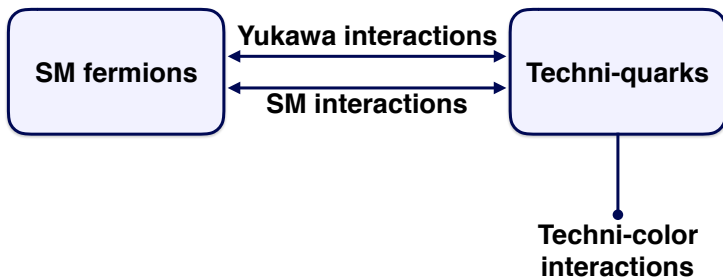 Yukawa interactions
SM fermions
Techni-quarks
SM interactions
Techni-color
interactions